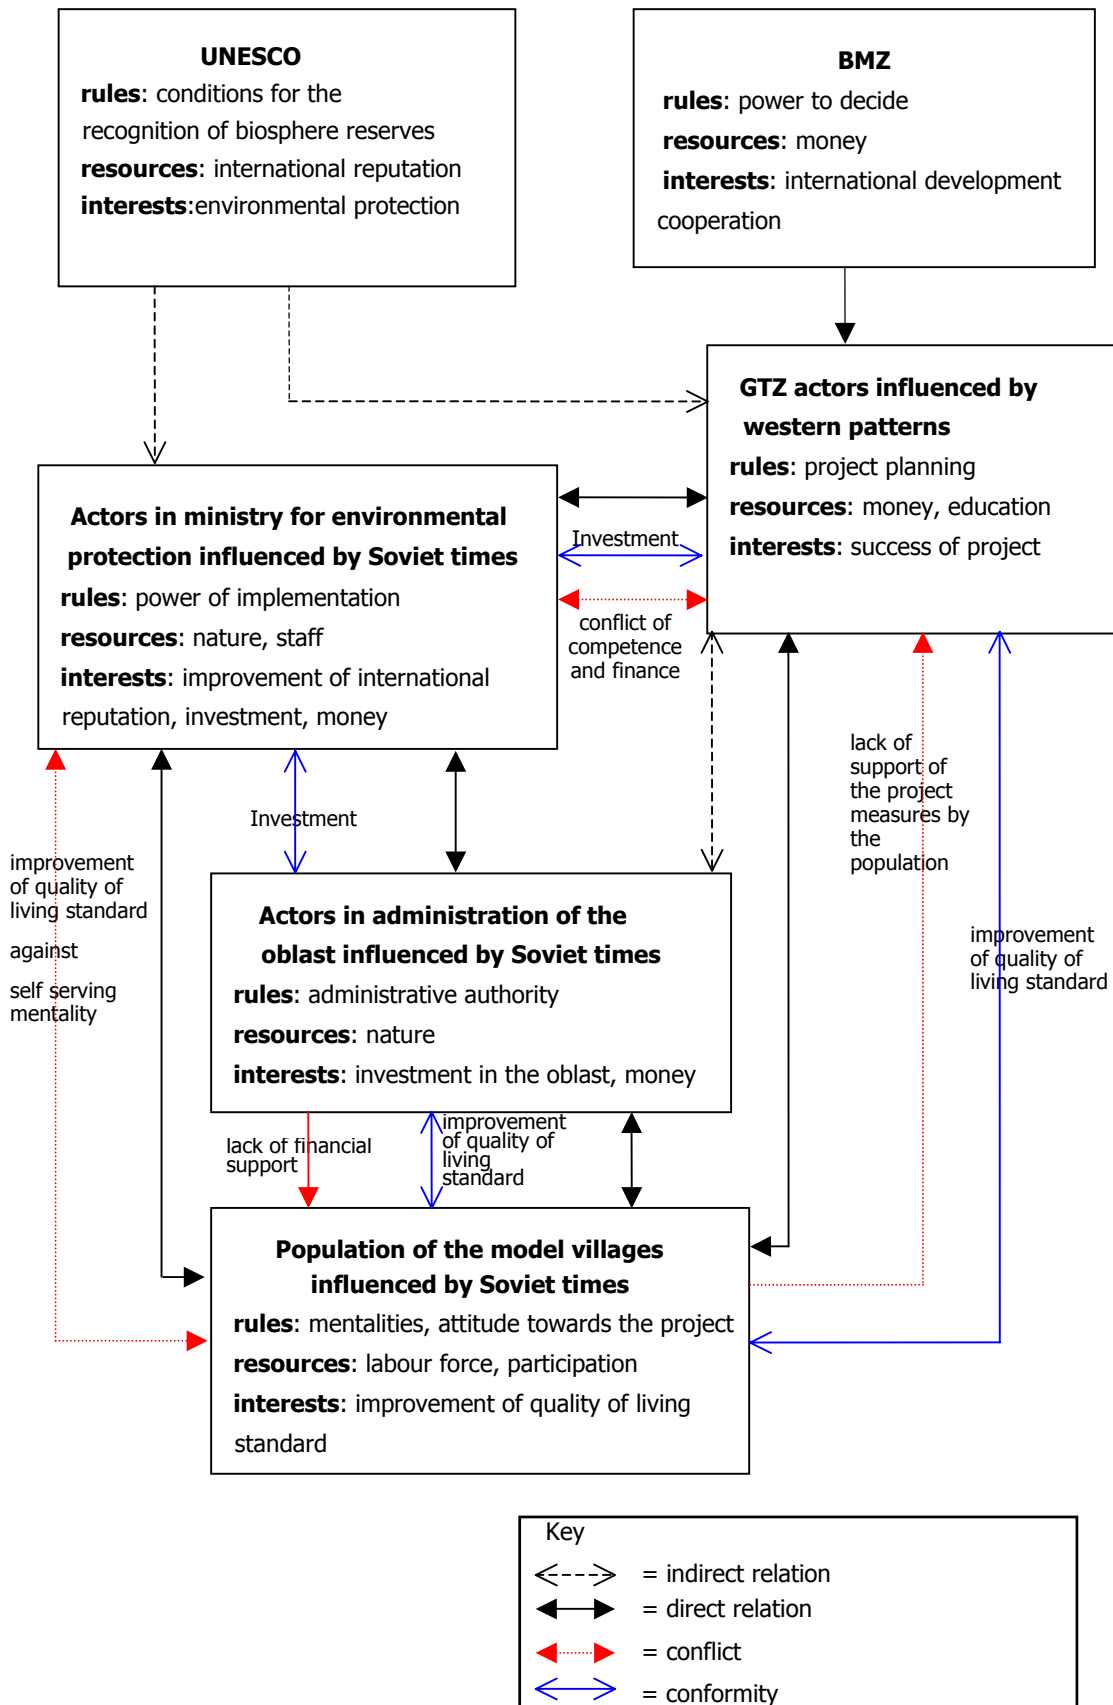 UNESCO
rules: conditions for the
recognition of biosphere reserves
resources: international reputation
interests:environmental protection
BMZ
rules: power to decide
resources: money
interests: international development
cooperation
GTZ actors influenced by
western patterns
rules: project planning
resources: money, education
interests: success of project
Actors in ministry for environmental
protection influenced by Soviet times
rules: power of implementation
resources: nature, staff
interests: improvement of international
reputation, investment, money
Investment
conflict of
competence
and finance
Investment
lack of
support of
the project
measures by
the
population
improvement
of quality of
living standard
against
self serving
mentality
improvement
of quality of
living standard
Actors in administration of the
oblast influenced by Soviet times
rules: administrative authority
resources: nature
interests: investment in the oblast, money
lack of financial
support
improvement
of quality of
living
standard
Population of the model villages
influenced by Soviet times
rules: mentalities, attitude towards the project
resources: labour force, participation
interests: improvement of quality of living
standard
Key
= indirect relation
= direct relation
= conflict
= conformity